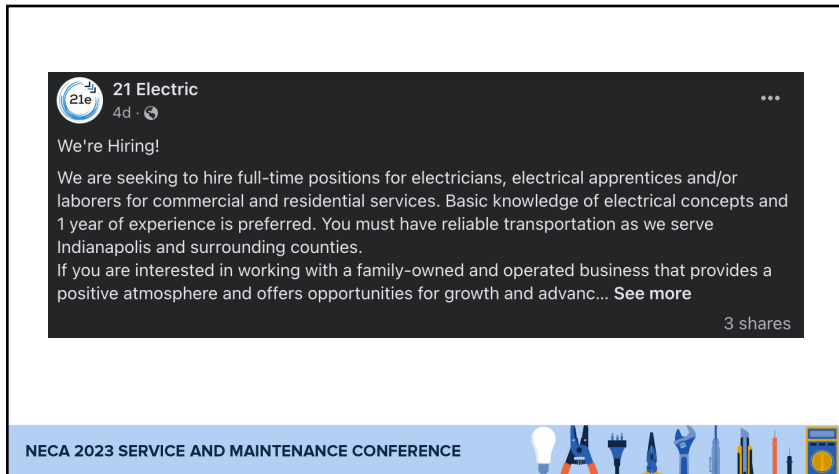 21e
21 Electric
4d ·
We're Hiring!
We are seeking to hire full-time positions for electricians, electrical apprentices and/or
laborers for commercial and residential services. Basic knowledge of electrical concepts and
1 year of experience is preferred. You must have reliable transportation as we serve
Indianapolis and surrounding counties.
If you are interested in working with a family-owned and operated business that provides a
positive atmosphere and offers opportunities for growth and advanc... See more
3 shares
NECA 2023 SERVICE AND MAINTENANCE CONFERENCE